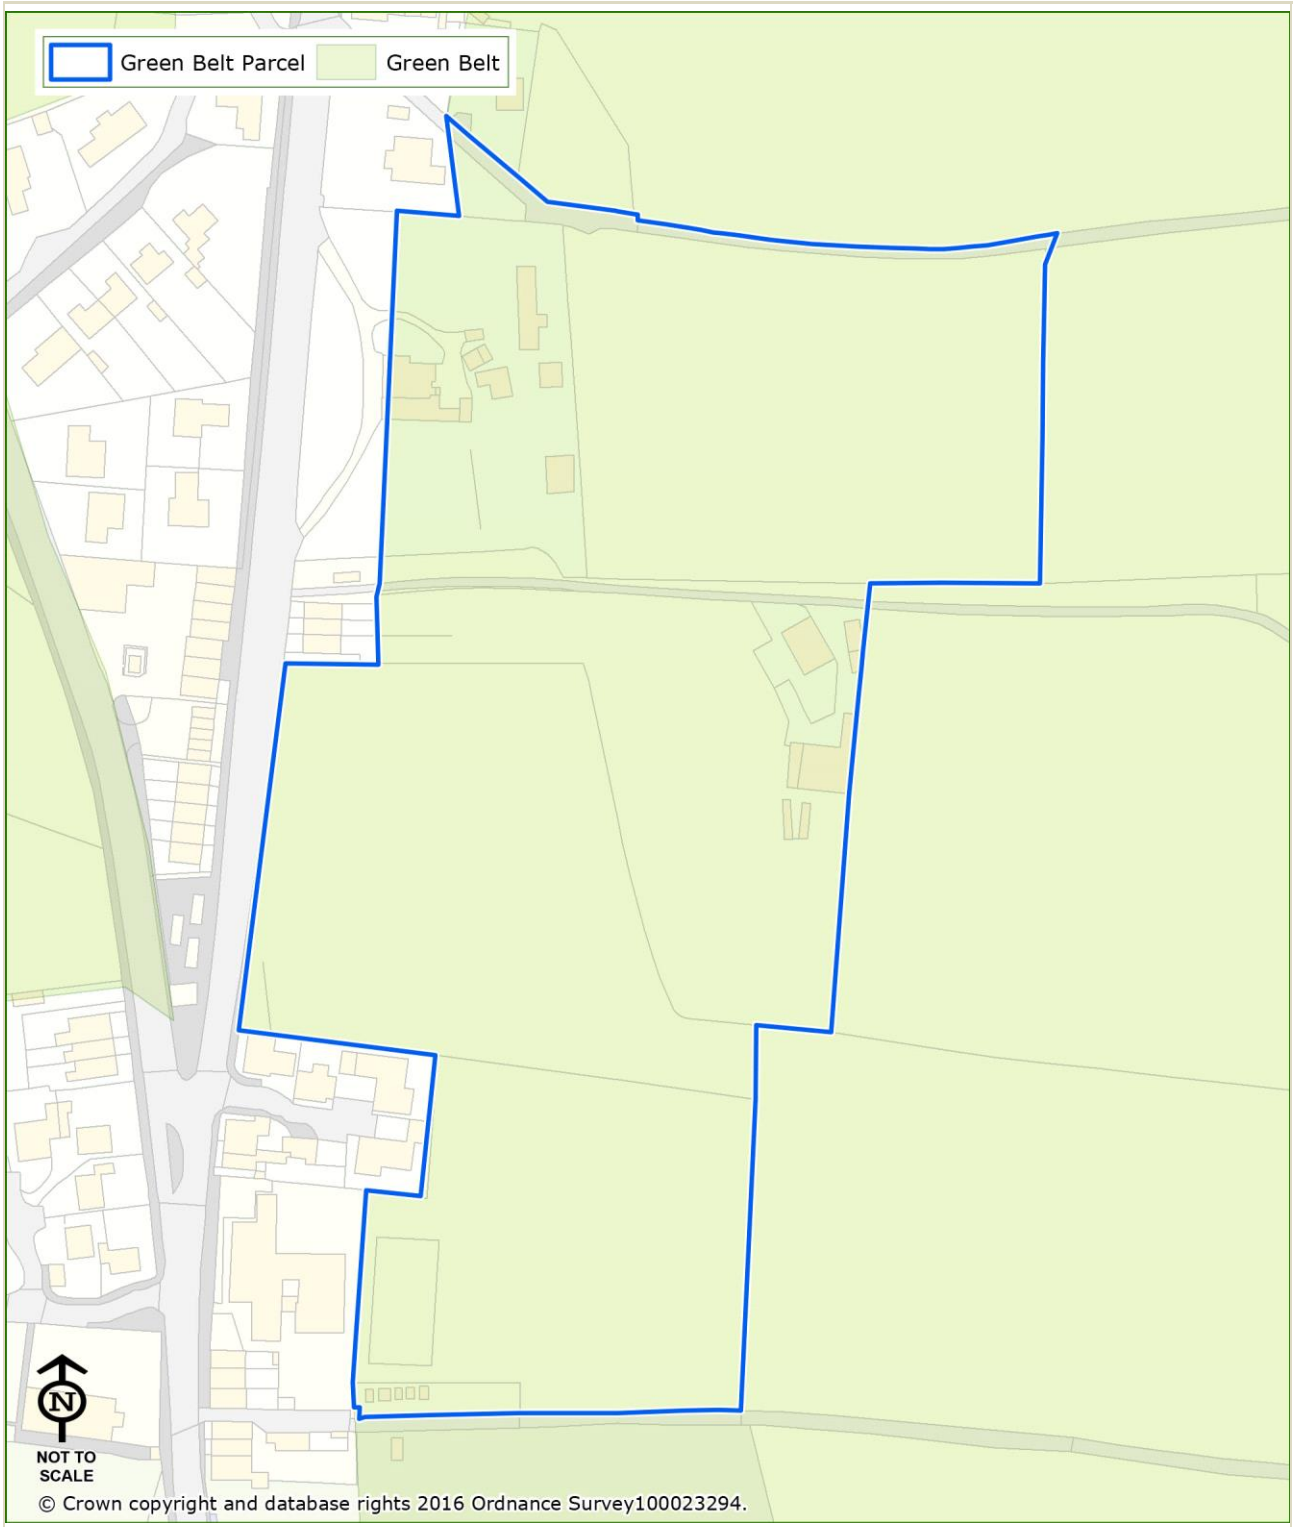 Green Belt Parcel Green Belt
N
NOT TO
SCALE
© Crown copyright and database rights 2016 Ordnance Survey100023294.